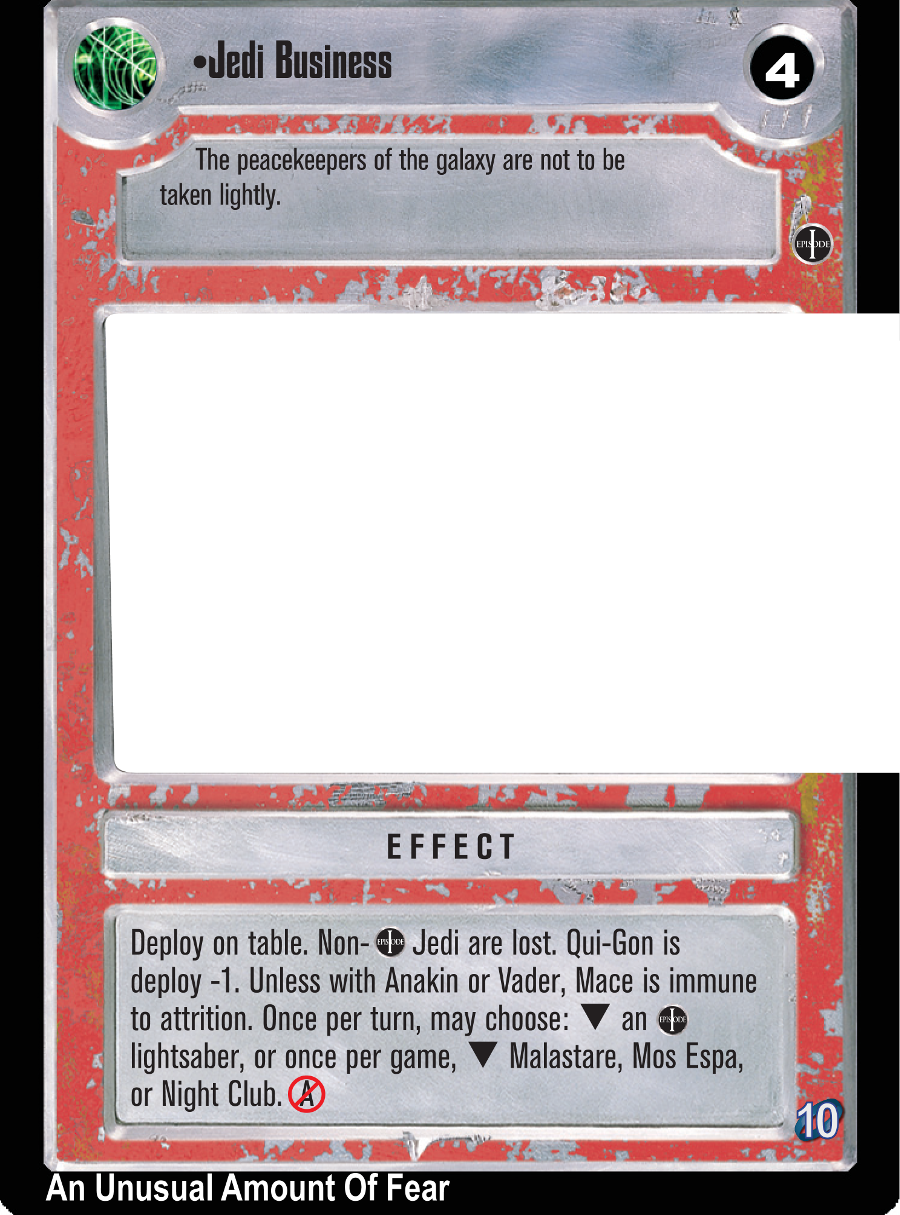 •Jedi Business
4
The peacekeepers of the galaxy are not to be
taken lightly.
EPISODE I
EFFECT
Deploy on table. Non-EPISODE I Jedi are lost. Qui-Gon is
deploy -1. Unless with Anakin or Vader, Mace is immune
to attrition. Once per turn, may choose: ▼ an EPISODE I
lightsaber, or once per game, ▼ Malastare, Mos Espa,
or Night Club. A
10
An Unusual Amount Of Fear